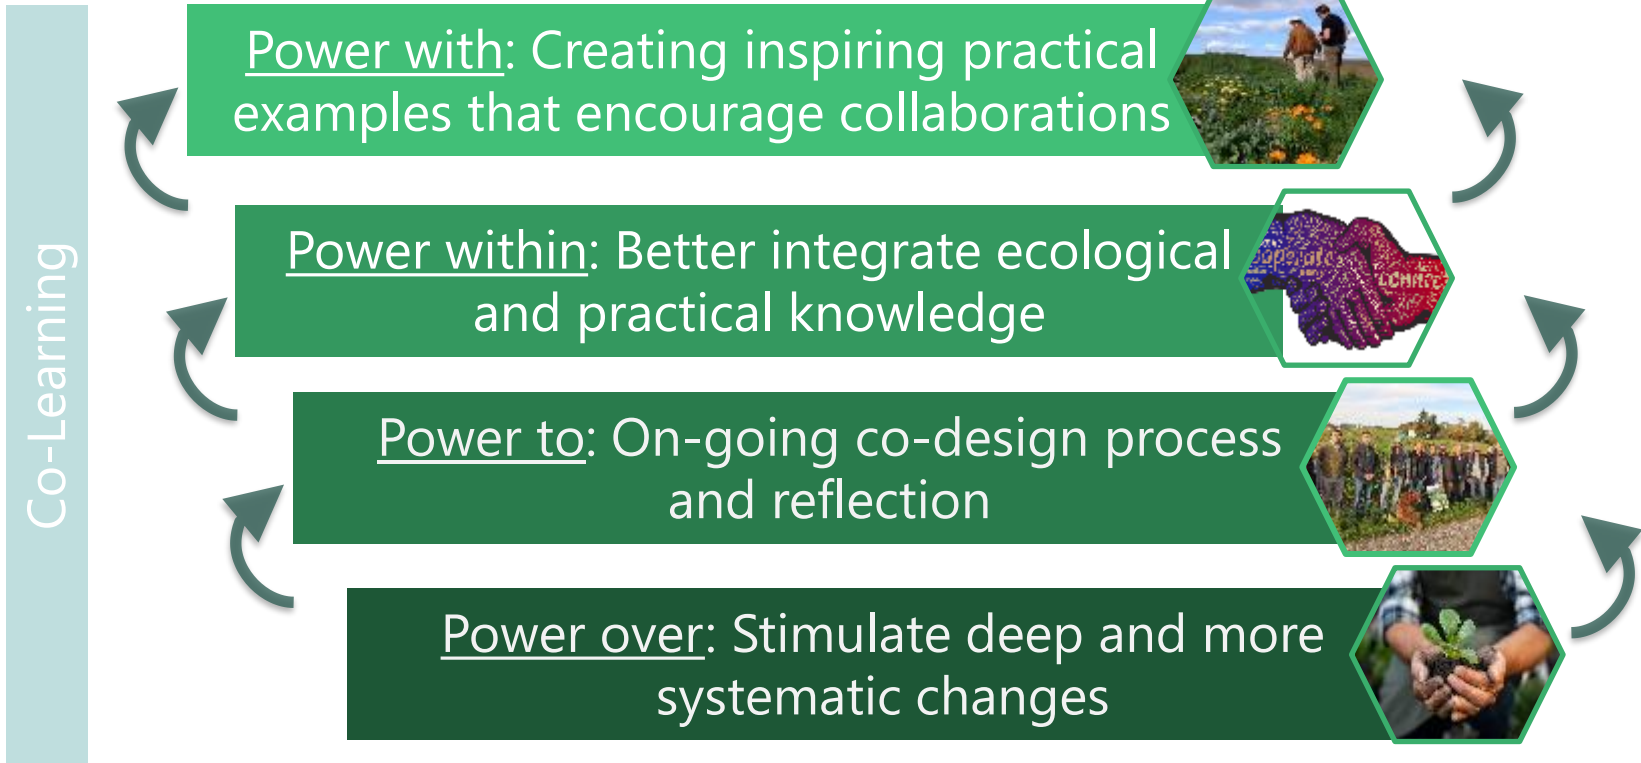 Co-Learning
Power with: Creating inspiring practical
examples that encourage collaborations
Power within: Better integrate ecological
and practical knowledge
Power to: On-going co-design process
and reflection
Power over: Stimulate deep and more
systematic changes